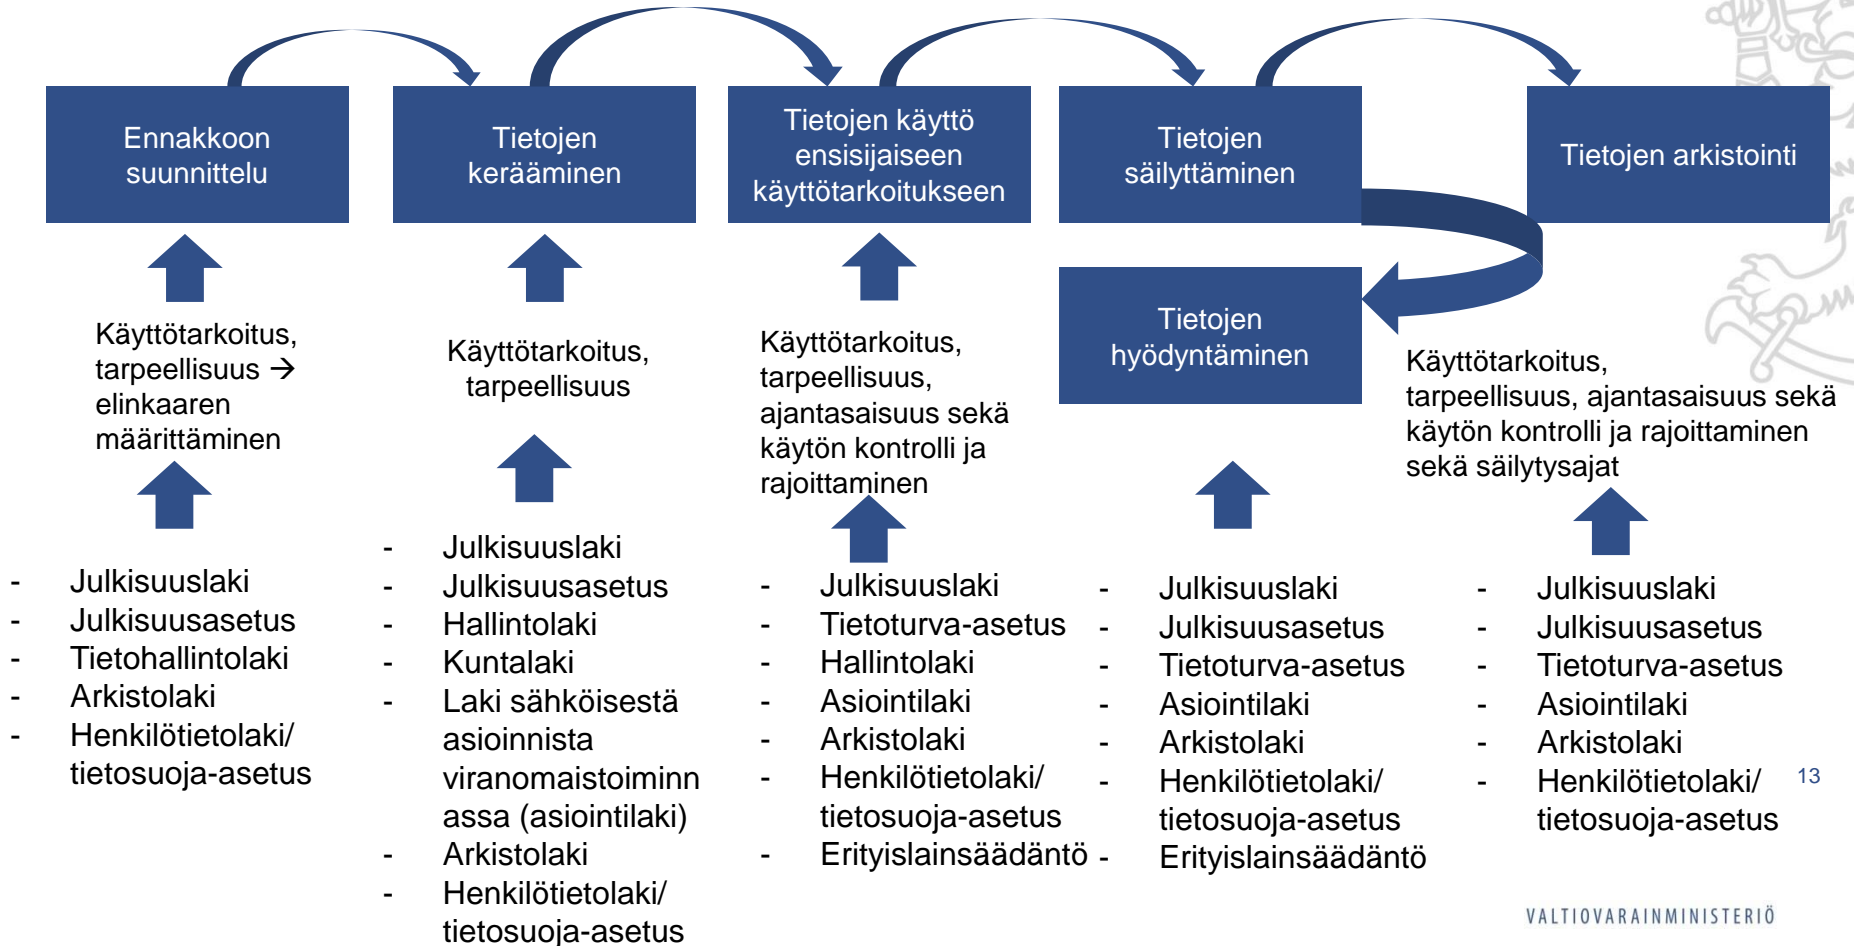 Ennakkoon
suunnittelu
Tietojen
kerääminen
Tietojen käyttö
ensisijaiseen
käyttötarkoitukseen
Tietojen
säilyttäminen
Tietojen arkistointi
Tietojen
hyödyntäminen
Käyttötarkoitus,
tarpeellisuus →
elinkaaren
määrittäminen
Käyttötarkoitus,
tarpeellisuus
Käyttötarkoitus,
tarpeellisuus,
ajantasaisuus sekä
käytön kontrolli ja
rajoittaminen
Käyttötarkoitus,
tarpeellisuus, ajantasaisuus sekä
käytön kontrolli ja rajoittaminen
sekä säilytysajat
- Julkisuuslaki
- Julkisuusasetus
- Tietohallintolaki
- Arkistolaki
- Henkilötietolaki/
tietosuoja-asetus
- Julkisuuslaki
- Julkisuusasetus
- Hallintolaki
- Kuntalaki
- Laki sähköisestä
asioinnista
viranomaistoiminn
assa (asiointilaki)
- Arkistolaki
- Henkilötietolaki/
tietosuoja-asetus
- Julkisuuslaki
- Tietoturva-asetus
- Hallintolaki
- Asiointilaki
- Arkistolaki
- Henkilötietolaki/
tietosuoja-asetus
- Erityislainsäädäntö
- Julkisuuslaki
- Julkisuusasetus
- Tietoturva-asetus
- Asiointilaki
- Arkistolaki
- Henkilötietolaki/
tietosuoja-asetus
- Erityislainsäädäntö
- Julkisuuslaki
- Julkisuusasetus
- Tietoturva-asetus
- Asiointilaki
- Arkistolaki
- Henkilötietolaki/
tietosuoja-asetus
13
VALTIOVARAINMINISTERIÖ